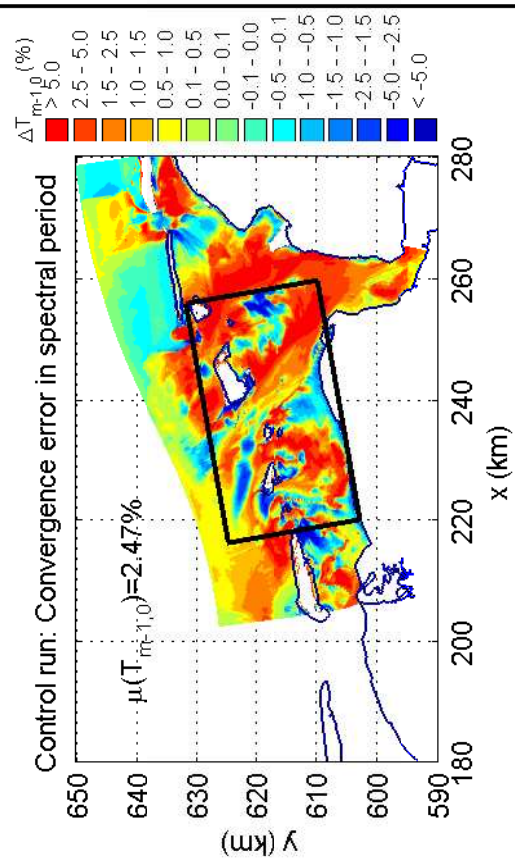 Control run: Convergence error in spectral period
μ(Tm-1,0)=2.47%
y (km)
650
640
630
620
610
600
590
180
200
220
240
260
280
x (km)
ΔTm-1,0 (%)
> 5.0
2.5 - 5.0
1.5 - 2.5
1.0 - 1.5
0.5 - 1.0
0.1 - 0.5
0.0 - 0.1
-0.1 - 0.0
-0.5 - -0.1
-1.0 - -0.5
-1.5 - -1.0
-2.5 - -1.5
-5.0 - -2.5
< -5.0